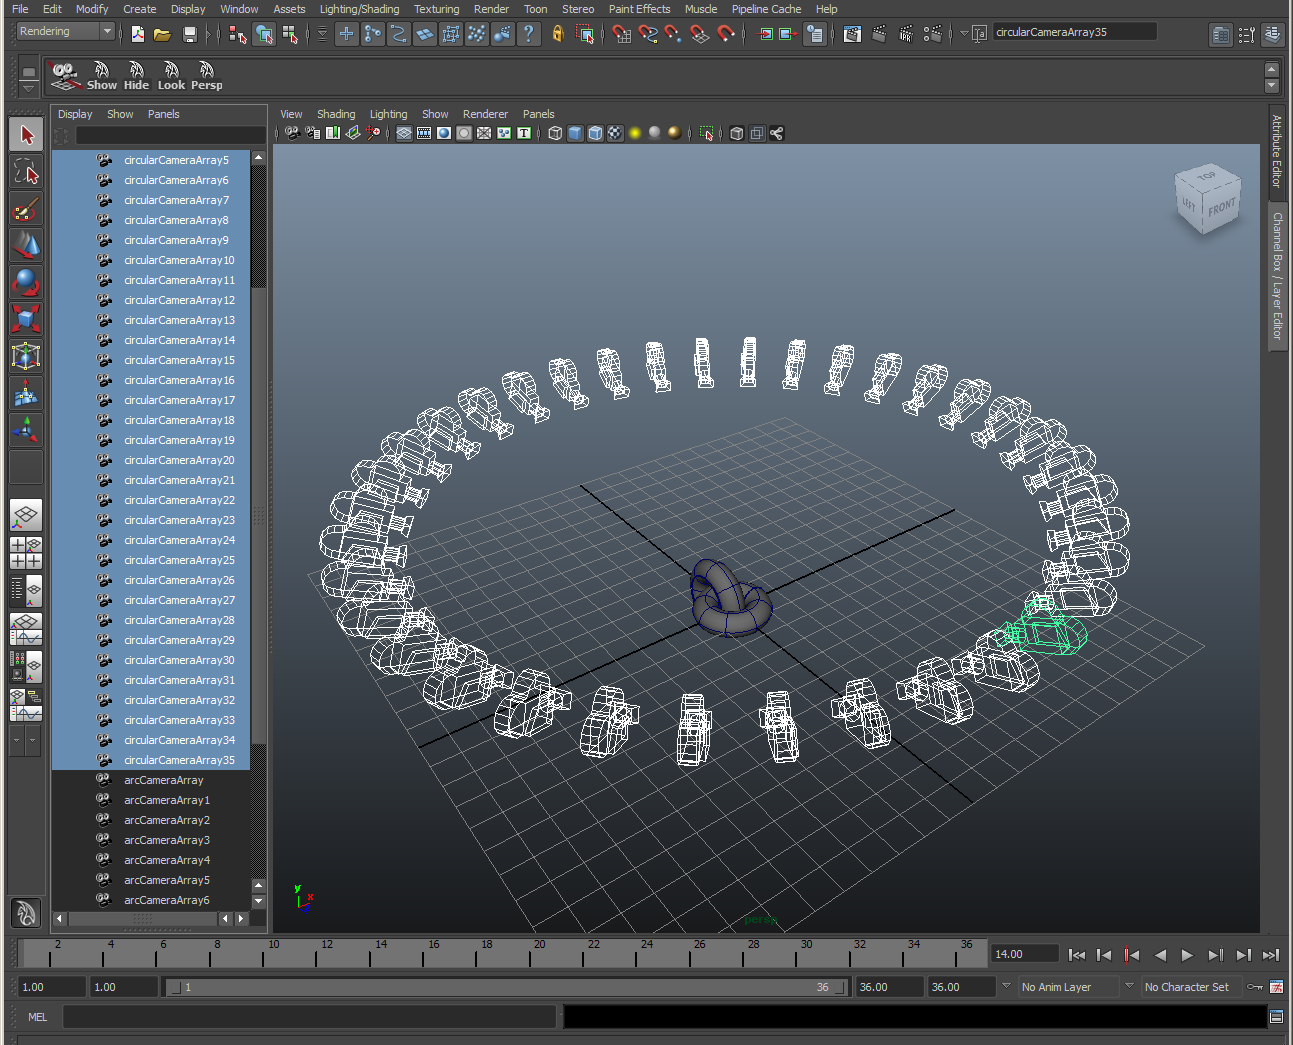 File Edit Modify Create Display Window Assets Lighting/Shading Texturing Render Toon Stereo Paint Effects Muscle Pipeline Cache Help
Rendering circularCameraArray35
Show Hide Look Persp
Display Show Panels
View Shading Lighting Show Renderer Panels
circularCameraArray5
circularCameraArray6
circularCameraArray7
circularCameraArray8
circularCameraArray9
circularCameraArray10
circularCameraArray11
circularCameraArray12
circularCameraArray13
circularCameraArray14
circularCameraArray15
circularCameraArray16
circularCameraArray17
circularCameraArray18
circularCameraArray19
circularCameraArray20
circularCameraArray21
circularCameraArray22
circularCameraArray23
circularCameraArray24
circularCameraArray25
circularCameraArray26
circularCameraArray27
circularCameraArray28
circularCameraArray29
circularCameraArray30
circularCameraArray31
circularCameraArray32
circularCameraArray33
circularCameraArray34
circularCameraArray35
arcCameraArray
arcCameraArray1
arcCameraArray2
arcCameraArray3
arcCameraArray4
arcCameraArray5
arcCameraArray6
TOP
LEFT FRONT
Attribute Editor
Channel Box / Layer Editor
y
x
persp
2 4 6 8 10 12 14 16 18 20 22 24 26 28 30 32 34 36
14.00
1.00 1.00 1 36 36.00 36.00 No Anim Layer No Character Set
MEL